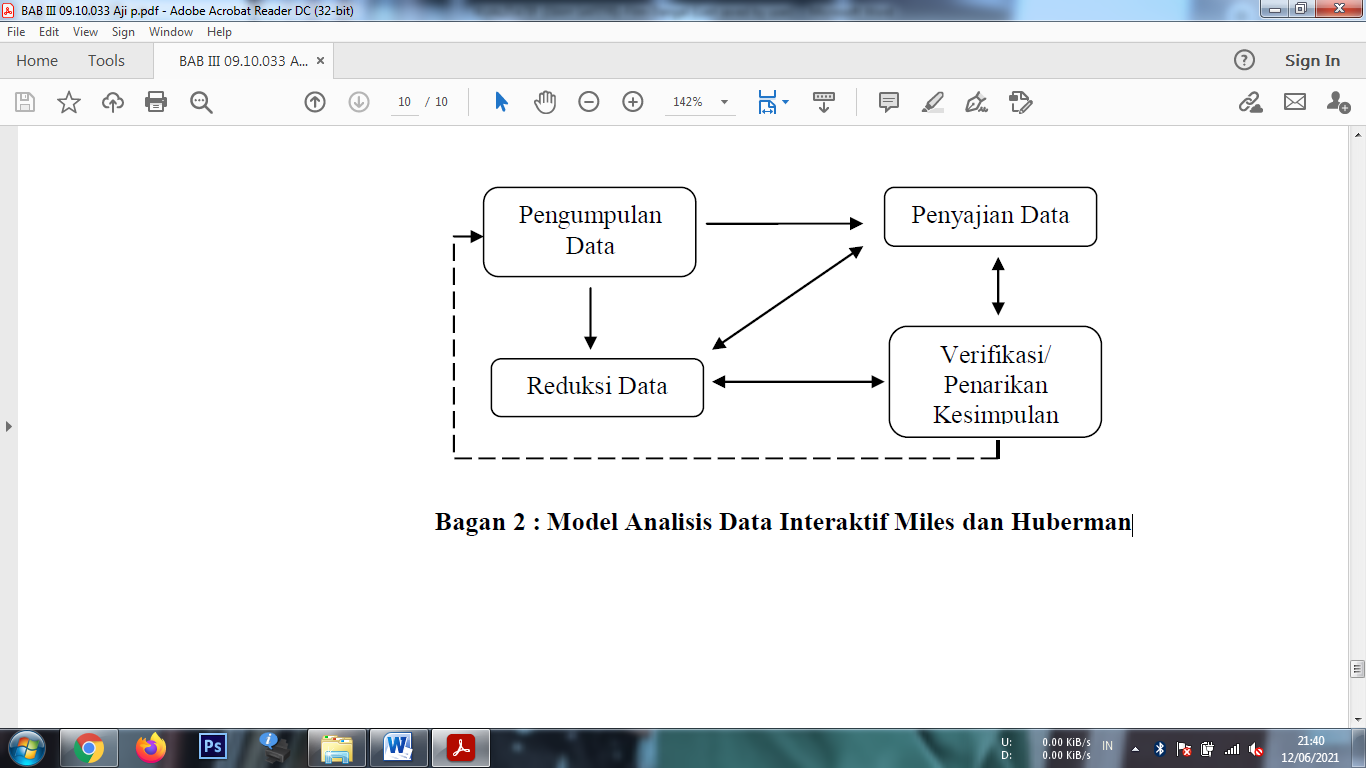 BAB III 09.10.033 Aji p.pdf - Adobe Acrobat Reader DC (32-bit)
File Edit View Sign Window Help
Home Tools BAB III 09.10.033 A... × ? Sign In
10 / 10 142%
Pengumpulan
Data
Penyajian Data
Reduksi Data
Verifikasi/
Penarikan
Kesimpulan
Bagan 2 : Model Analisis Data Interaktif Miles dan Huberman
Ps W
U: 0.00 KiB/s
D: 0.00 KiB/s
IN
21:40
12/06/2021